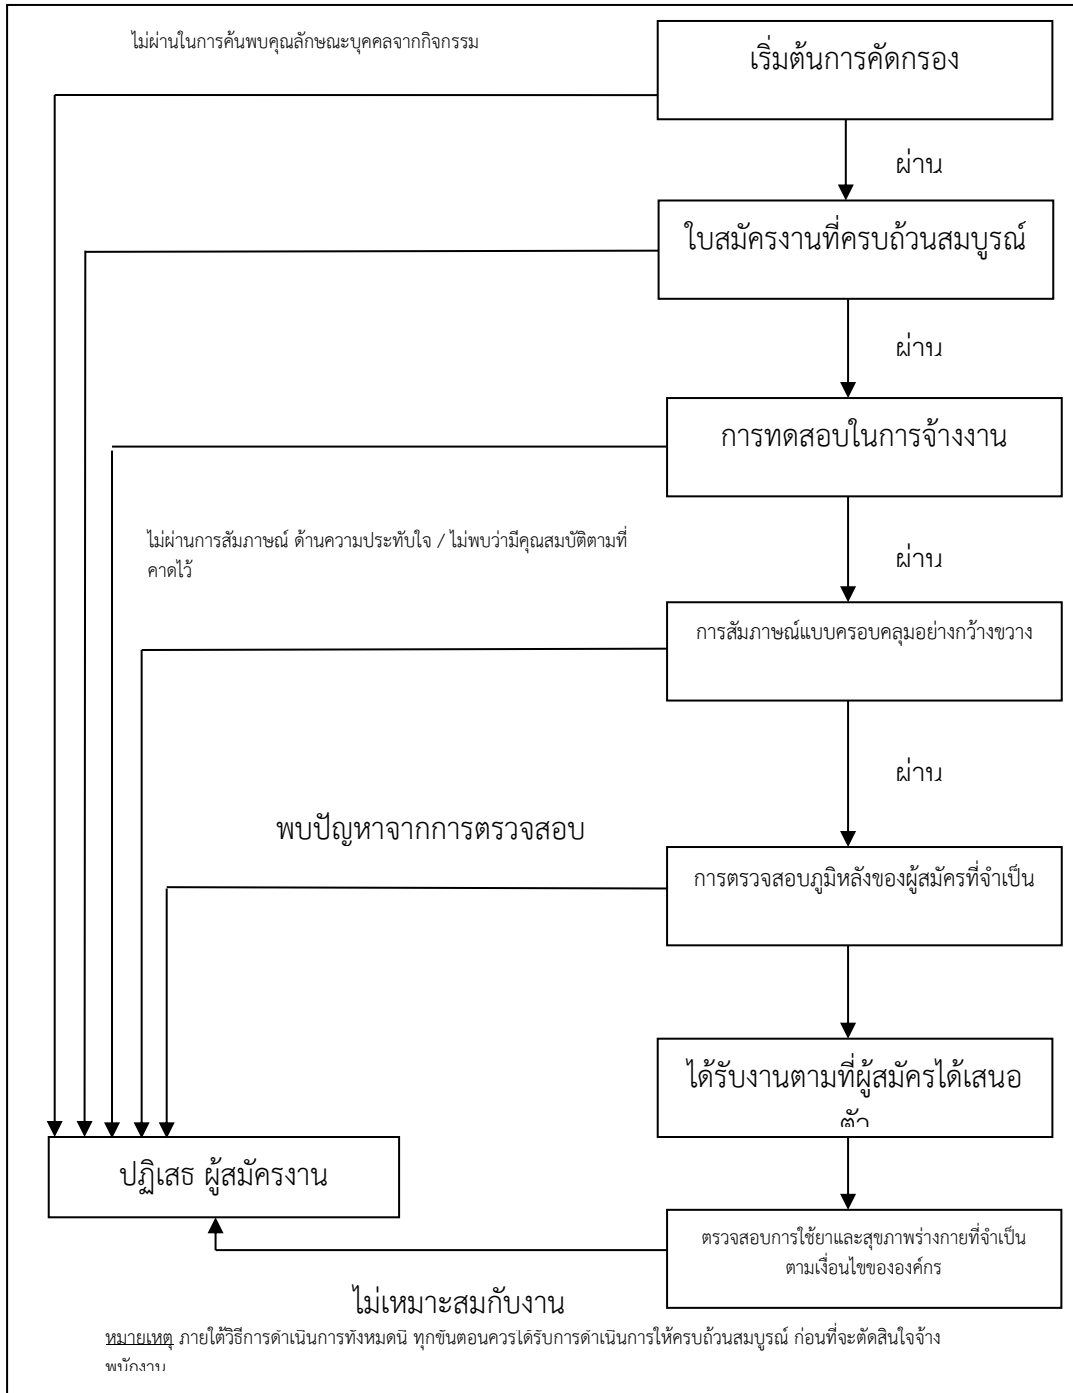 ไม่ผ่านในการค้นพบคุณลักษณะบุคคลจากกิจกรรม
เริ่มต้นการคัดกรอง
ผ่าน
ใบสมัครงานที่ครบถ้วนสมบูรณ์
ผ่าน
การทดสอบในการจ้างงาน
ไม่ผ่านการสัมภาษณ์ ด้านความประทับใจ / ไม่พบว่ามีคุณสมบัติตามที่
คาดไว้
ผ่าน
การสัมภาษณ์แบบครอบคลุมอย่างกว้างขวาง
ผ่าน
พบปัญหาจากการตรวจสอบ
การตรวจสอบภูมิหลังของผู้สมัครที่จำเป็น
ได้รับงานตามที่ผู้สมัครได้เสนอ
ตัว
ปฏิเสธ ผู้สมัครงาน
ตรวจสอบการใช้ยาและสุขภาพร่างกายที่จำเป็น
ตามเงื่อนไขขององค์กร
ไม่เหมาะสมกับงาน
หมายเหตุ ภายใต้วิธีการดำเนินการทั้งหมดนี้ ทุกขั้นตอนควรได้รับการดำเนินการให้ครบถ้วนสมบูรณ์ ก่อนที่จะตัดสินใจจ้าง
พนักงาน